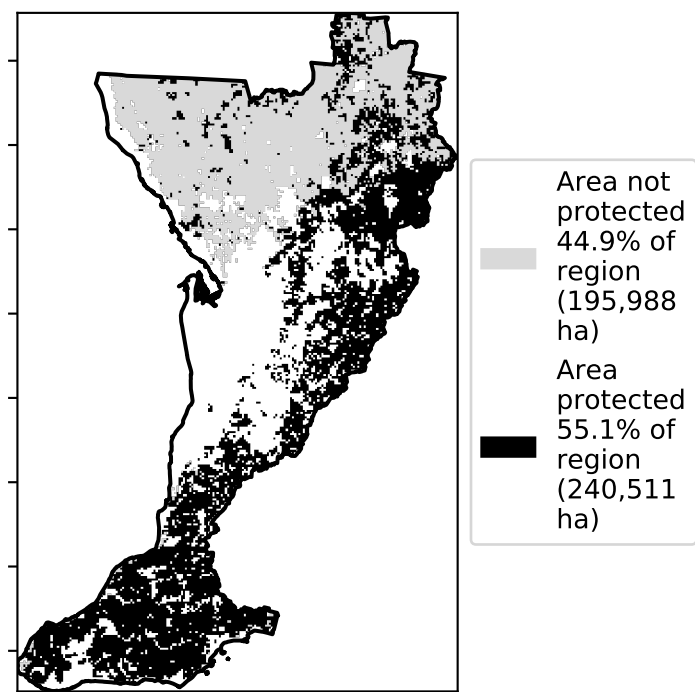 Area not
protected
44.9% of
region
(195,988
ha)
Area
protected
55.1% of
region
(240,511
ha)